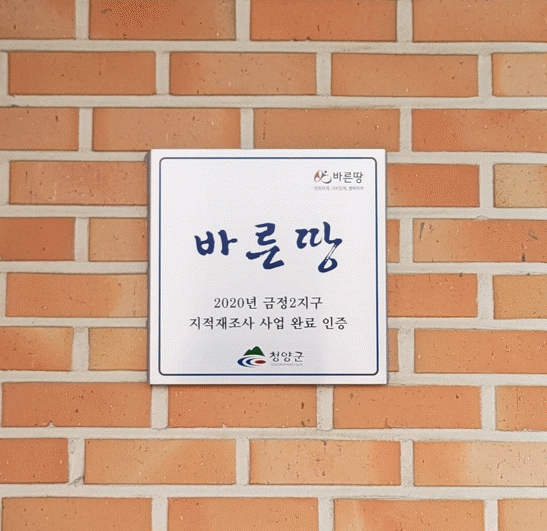 바른땅
바른땅
2020년 금정2지구
지적재조사 사업 완료 인증
청양군